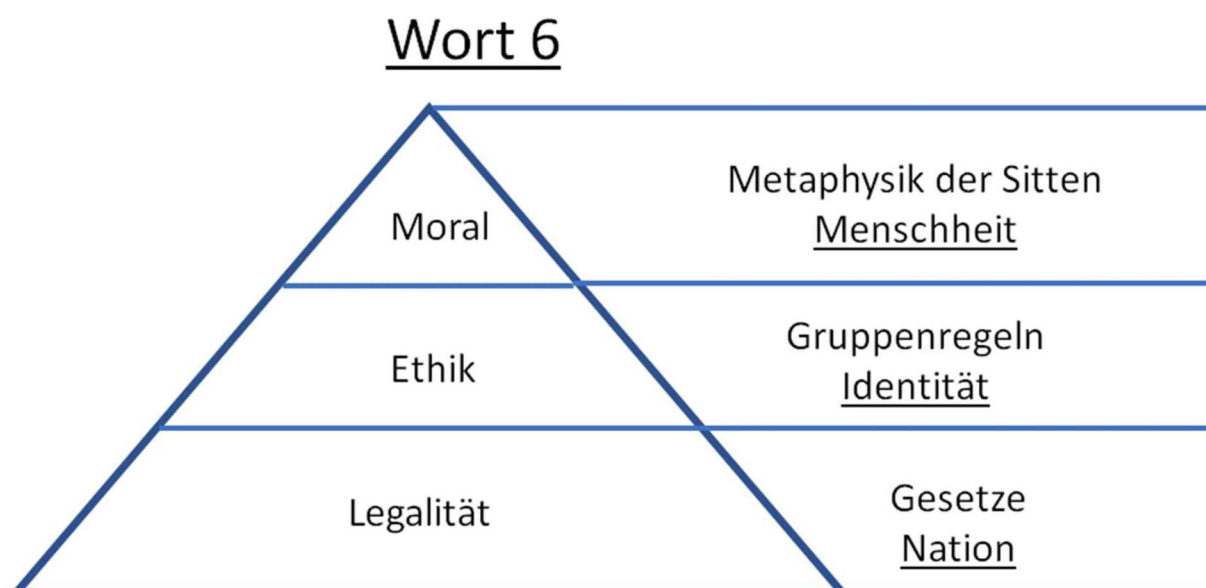 Wort 6
Moral
Metaphysik der Sitten
Menschheit
Ethik
Gruppenregeln
Identität
Legalität
Gesetze
Nation